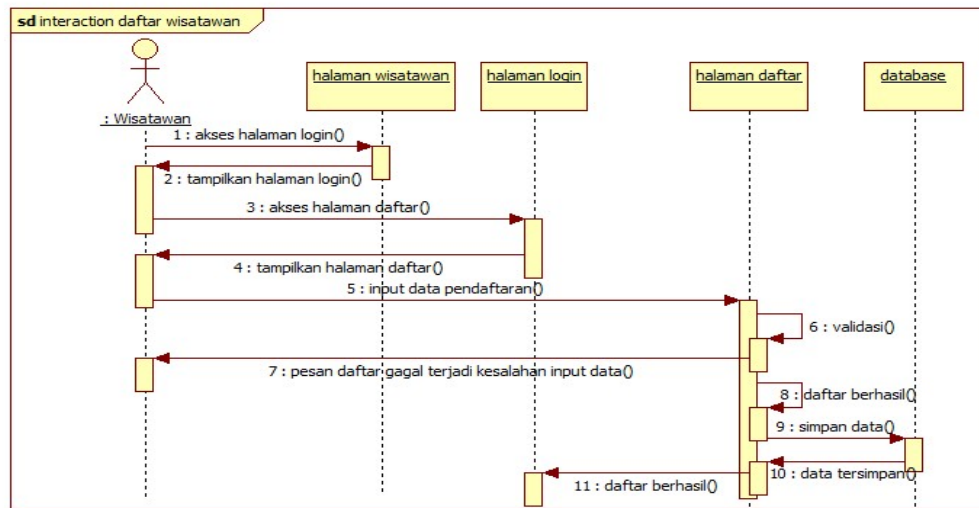 sd interaction daftar wisatawan
: Wisatawan
halaman wisatawan
halaman login
halaman daftar
database
1 : akses halaman login()
2 : tampilkan halaman login()
3 : akses halaman daftar()
4 : tampilkan halaman daftar()
5 : input data pendaftaran()
6 : validasi()
7 : pesan daftar gagal terjadi kesalahan input data()
8 : daftar berhasil()
9 : simpan data()
10 : data tersimpan()
11 : daftar berhasil()